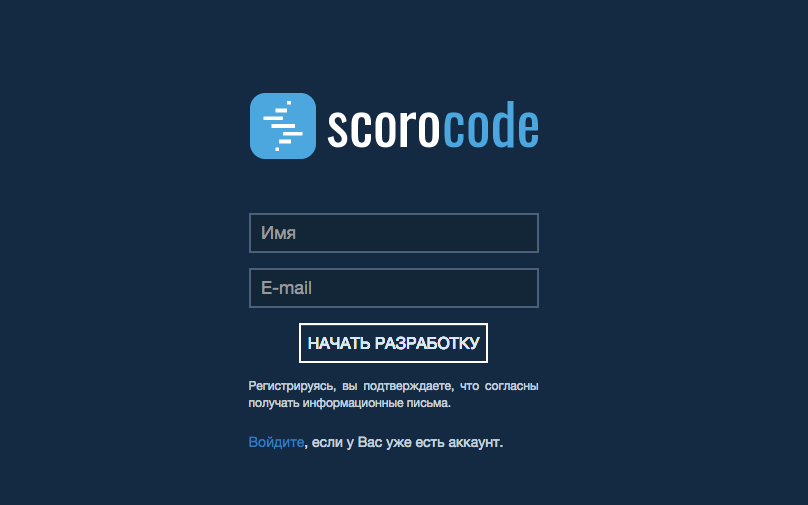 scorocode
Имя
E-mail
НАЧАТЬ РАЗРАБОТКУ
Регистрируясь, вы подтверждаете, что согласны
получать информационные письма.
Войдите, если у Вас уже есть аккаунт.